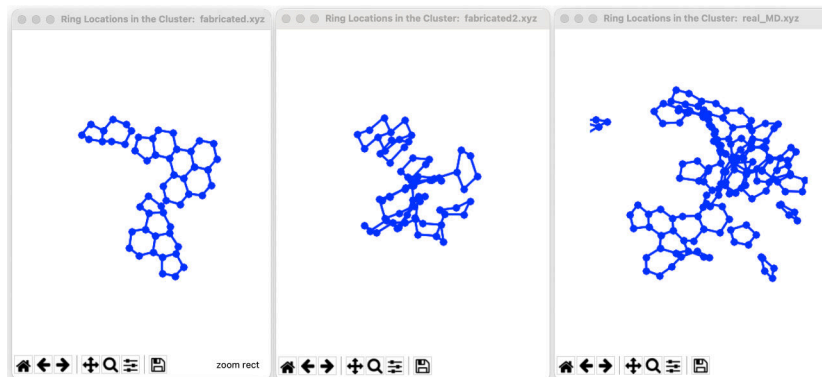 Ring Locations in the Cluster: fabricated.xyz
Ring Locations in the Cluster: fabricated2.xyz
Ring Locations in the Cluster: real_MD.xyz
zoom rect